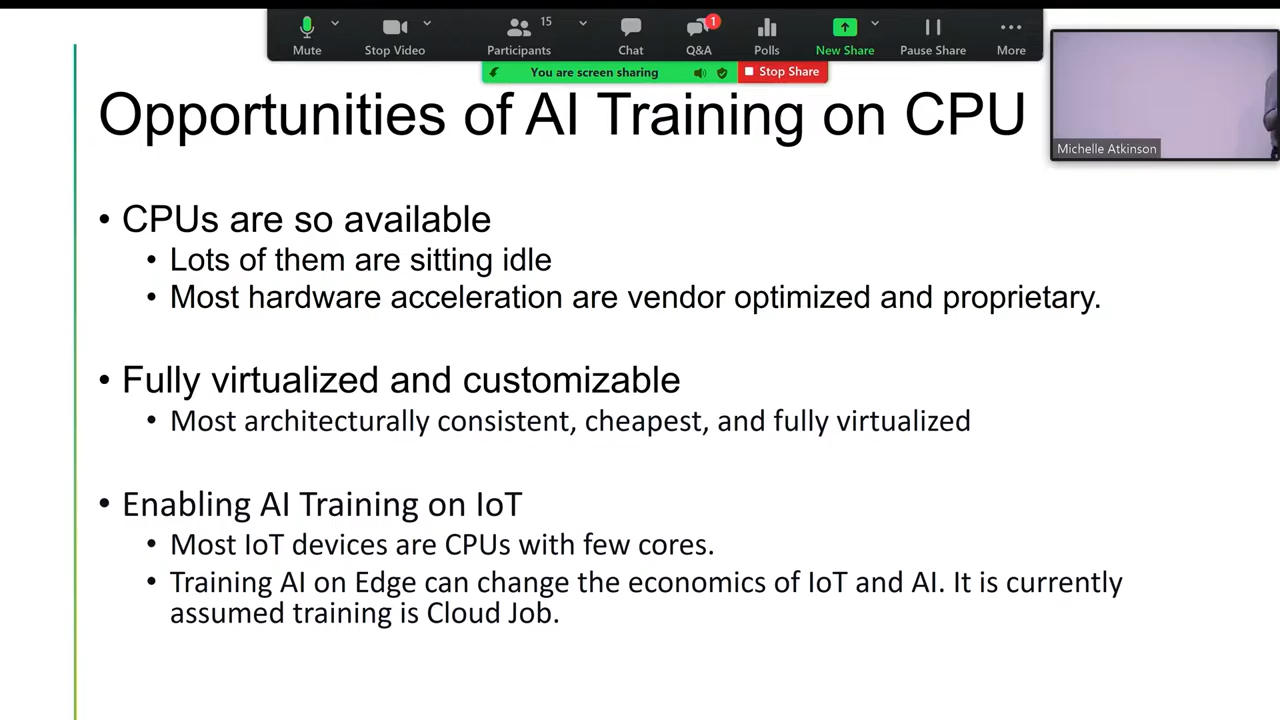 15
1
Mute
Stop Video
Participants
Chat
Q&A
Polls
New Share
Pause Share
More
You are screen sharing
Stop Share
Michelle Atkinson
Opportunities of AI Training on CPU
• CPUs are so available
• Lots of them are sitting idle
• Most hardware acceleration are vendor optimized and proprietary.
• Fully virtualized and customizable
• Most architecturally consistent, cheapest, and fully virtualized
• Enabling AI Training on IoT
• Most IoT devices are CPUs with few cores.
• Training AI on Edge can change the economics of IoT and AI. It is currently
assumed training is Cloud Job.